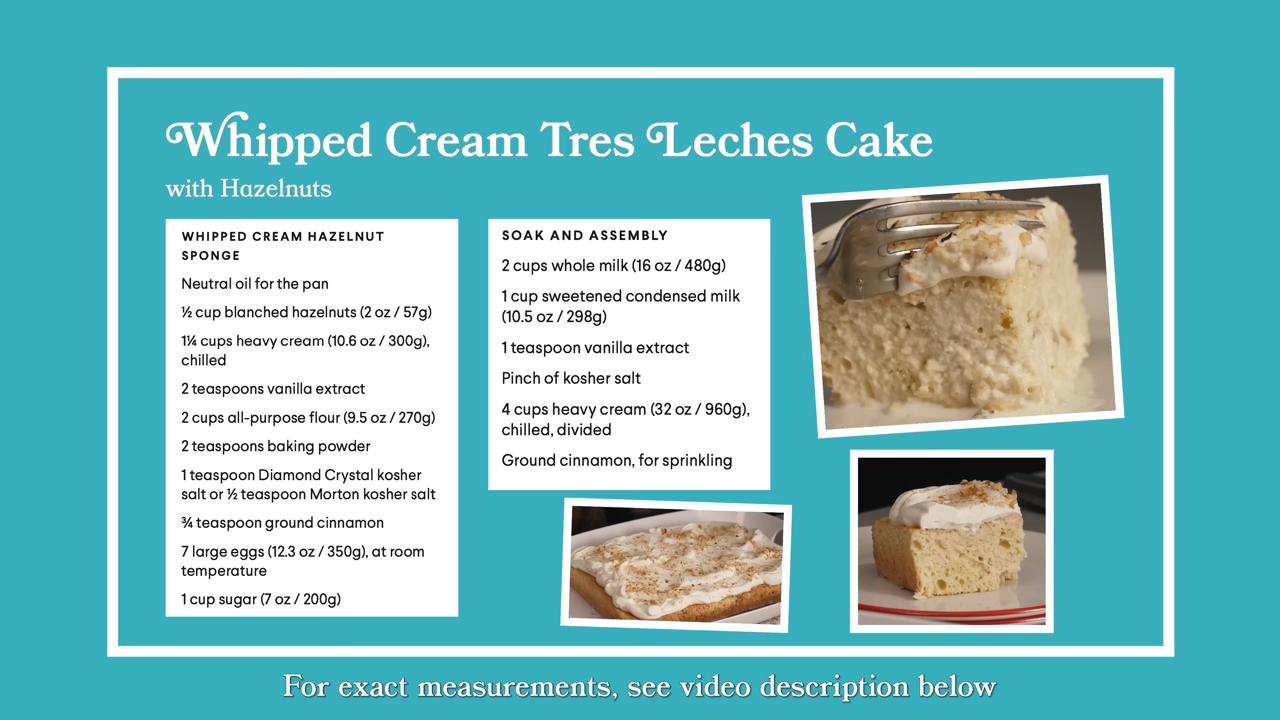 Whipped Cream Tres Leches Cake
with Hazelnuts
WHIPPED CREAM HAZELNUT
SPONGE
Neutral oil for the pan
½ cup blanched hazelnuts (2 oz / 57g)
1¼ cups heavy cream (10.6 oz / 300g),
chilled
2 teaspoons vanilla extract
2 cups all-purpose flour (9.5 oz / 270g)
2 teaspoons baking powder
1 teaspoon Diamond Crystal kosher
salt or ½ teaspoon Morton kosher salt
¾ teaspoon ground cinnamon
7 large eggs (12.3 oz / 350g), at room
temperature
1 cup sugar (7 oz / 200g)
SOAK AND ASSEMBLY
2 cups whole milk (16 oz / 480g)
1 cup sweetened condensed milk
(10.5 oz / 298g)
1 teaspoon vanilla extract
Pinch of kosher salt
4 cups heavy cream (32 oz / 960g),
chilled, divided
Ground cinnamon, for sprinkling
For exact measurements, see video description below